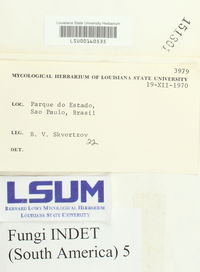 Louisiana State University Herbarium
LSU00140535
151801
3979
MYCOLOGICAL HERBARIUM OF LOUISIANA STATE UNIVERSITY
19-XII-1970
LOC. Parque do Estado,
Sao Paulo, Brasil
LEG. B. V. Skvortzov
22
DET.
LSUM
BERNARD LOWY MYCOLOGICAL HERBARIUM
LOUISIANA STATE UNIVERSITY
Fungi INDET
(South America) 5